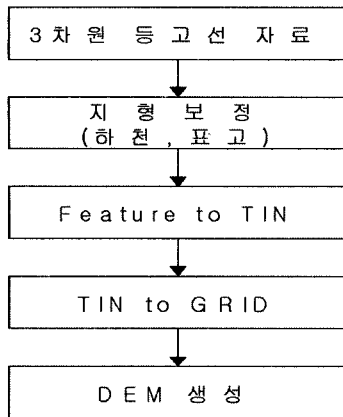 3차원 등고선 자료
지형보정
(하천, 표고)
Feature to TIN
TIN to GRID
DEM 생성